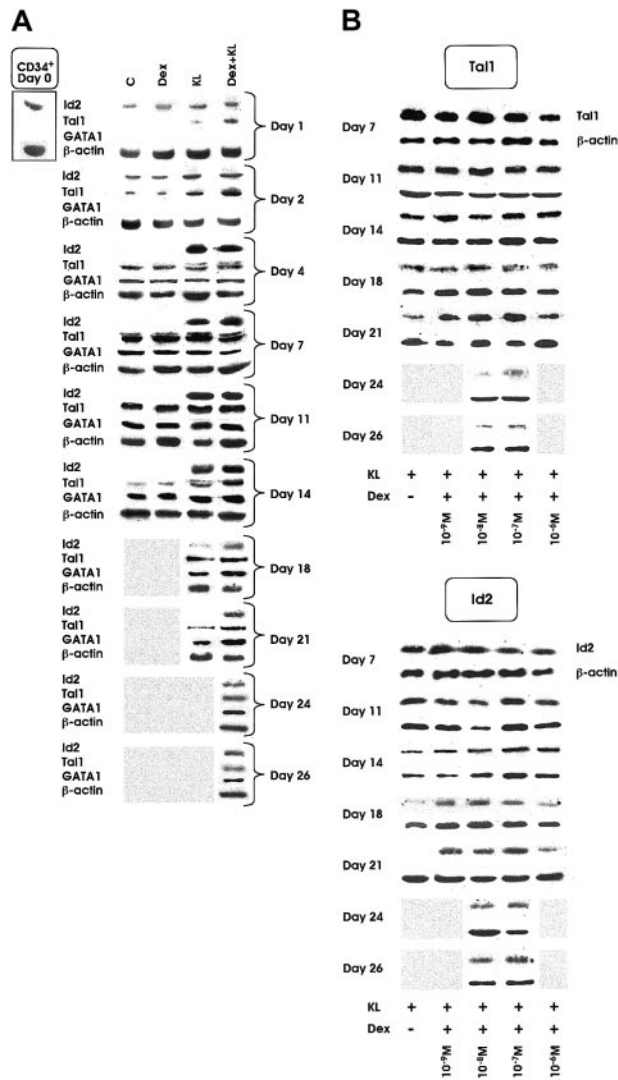 A
CD34+
Day 0
C
Dex
KL
Dex+KL
Id2
Tal1
GATA1
β-actin
Day 1
Id2
Tal1
GATA1
β-actin
Day 2
Id2
Tal1
GATA1
β-actin
Day 4
Id2
Tal1
GATA1
β-actin
Day 7
Id2
Tal1
GATA1
β-actin
Day 11
Id2
Tal1
GATA1
β-actin
Day 14
Id2
Tal1
GATA1
β-actin
Day 18
Id2
Tal1
GATA1
β-actin
Day 21
Id2
Tal1
GATA1
β-actin
Day 24
Id2
Tal1
GATA1
β-actin
Day 26
B
Tal1
Day 7
Tal1
β-actin
Day 11
Day 14
Day 18
Day 21
Day 24
Day 26
KL + + + + +
Dex - + + + +
10⁻⁹M 10⁻⁸M 10⁻⁷M 10⁻⁶M
Id2
Day 7
Id2
β-actin
Day 11
Day 14
Day 18
Day 21
Day 24
Day 26
KL + + + + +
Dex - + + + +
10⁻⁹M 10⁻⁸M 10⁻⁷M 10⁻⁶M